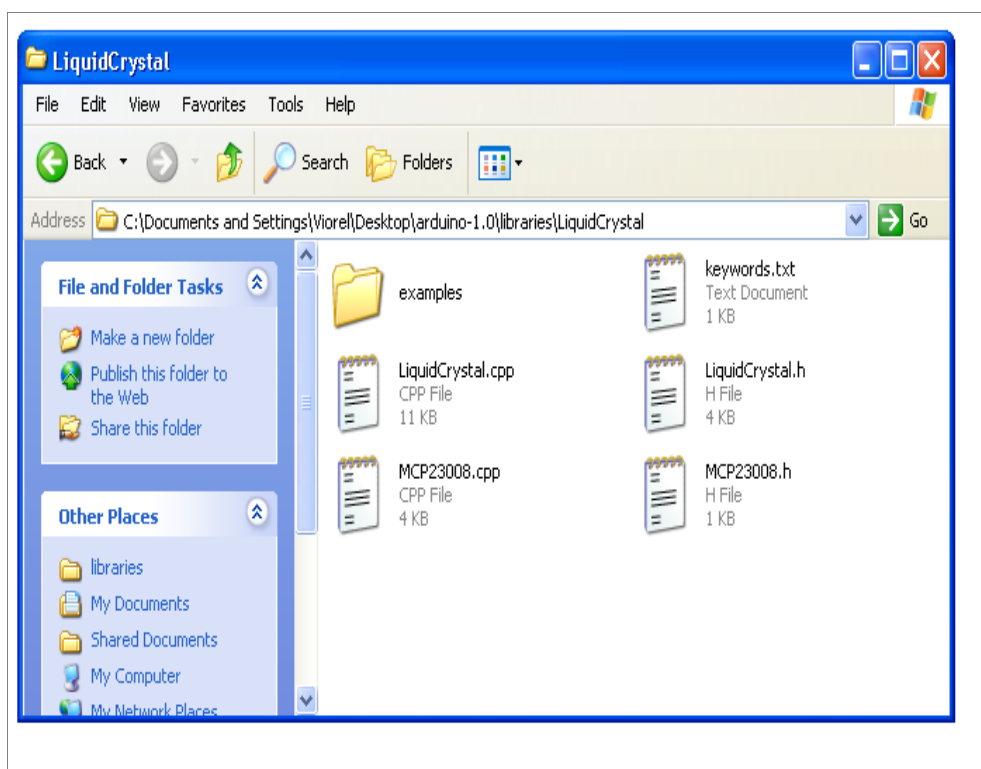 LiquidCrystal
File Edit View Favorites Tools Help
Back Search Folders
Address C:\Documents and Settings\Viorel\Desktop\arduino-1.0\libraries\LiquidCrystal Go
File and Folder Tasks
Make a new folder
Publish this folder to
the Web
Share this folder
Other Places
libraries
My Documents
Shared Documents
My Computer
My Network Places
examples
keywords.txt
Text Document
1 KB
LiquidCrystal.cpp
CPP File
11 KB
LiquidCrystal.h
H File
4 KB
MCP23008.cpp
CPP File
4 KB
MCP23008.h
H File
1 KB